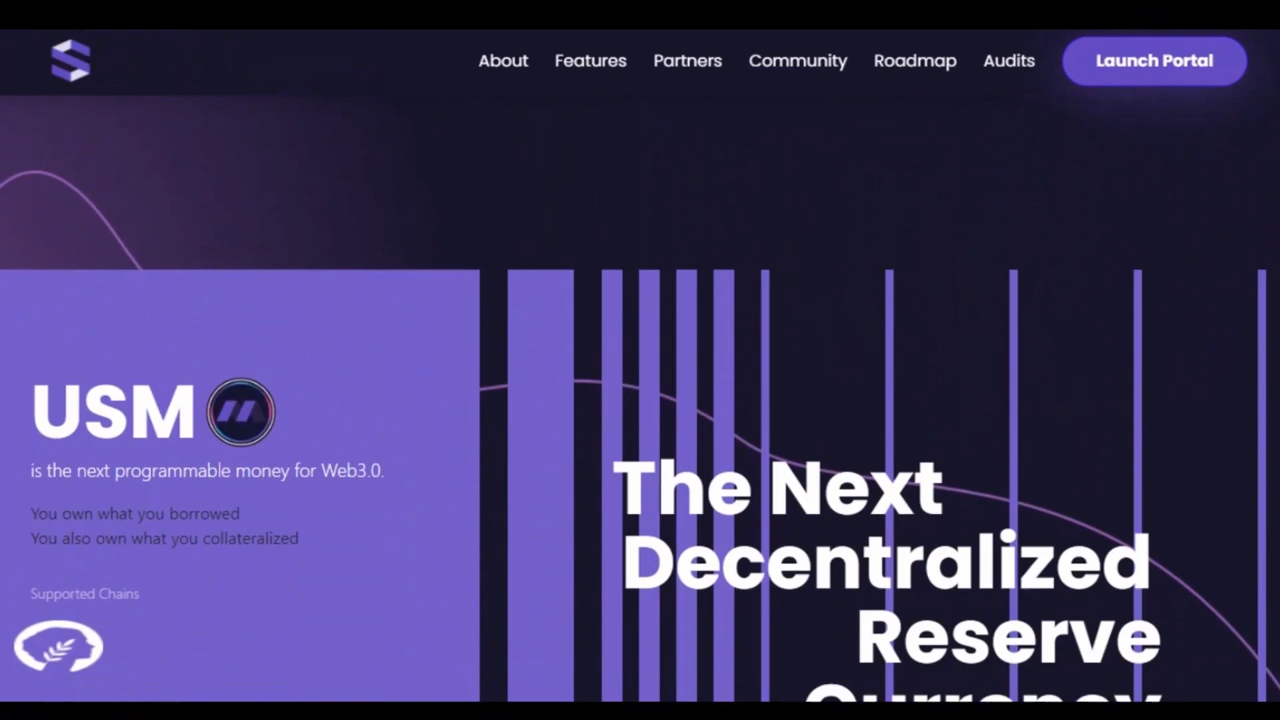 About Features Partners Community Roadmap Audits Launch Portal
USM
is the next programmable money for Web3.0.
You own what you borrowed
You also own what you collateralized
Supported Chains
The Next
Decentralized
Reserve
Currency